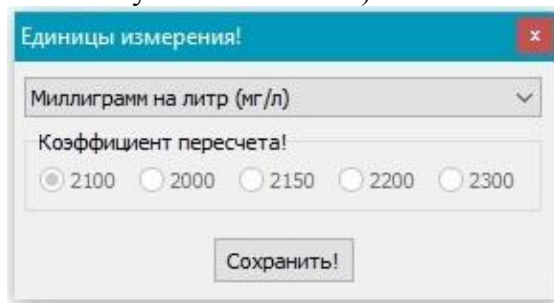 Единицы измерения!
x
Миллиграмм на литр (мг/л)
Коэффициент пересчета!
2100 2000 2150 2200 2300
Сохранить!